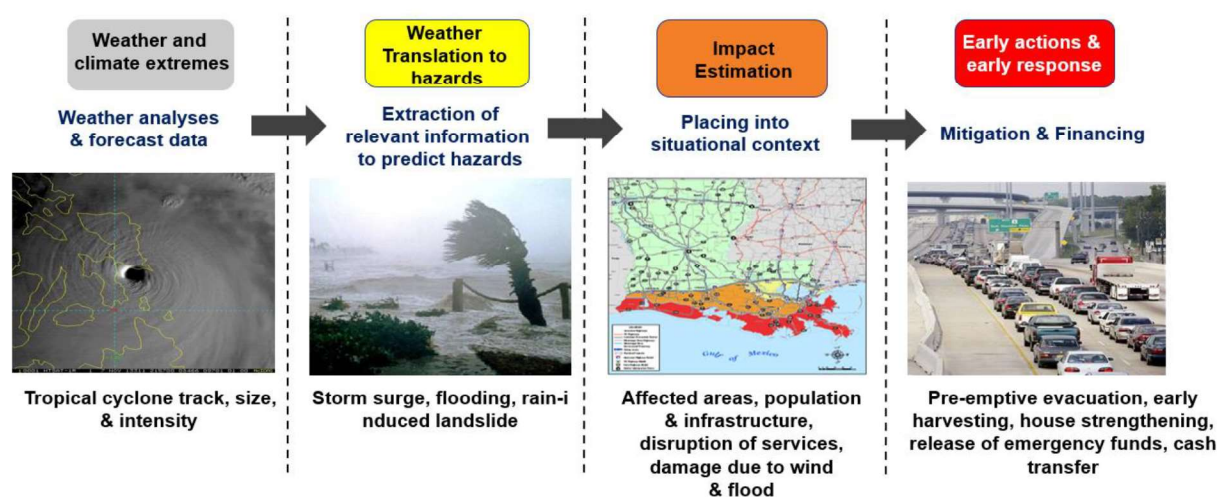 Weather and
climate extremes
Weather analyses
& forecast data
Tropical cyclone track, size,
& intensity
Weather
Translation to
hazards
Extraction of
relevant information
to predict hazards
Storm surge, flooding, rain-i
nduced landslide
Impact
Estimation
Placing into
situational context
Gulf of Mexico
Affected areas, population
& infrastructure,
disruption of services,
damage due to wind
& flood
Early actions &
early response
Mitigation & Financing
Pre-emptive evacuation, early
harvesting, house strengthening,
release of emergency funds, cash
transfer